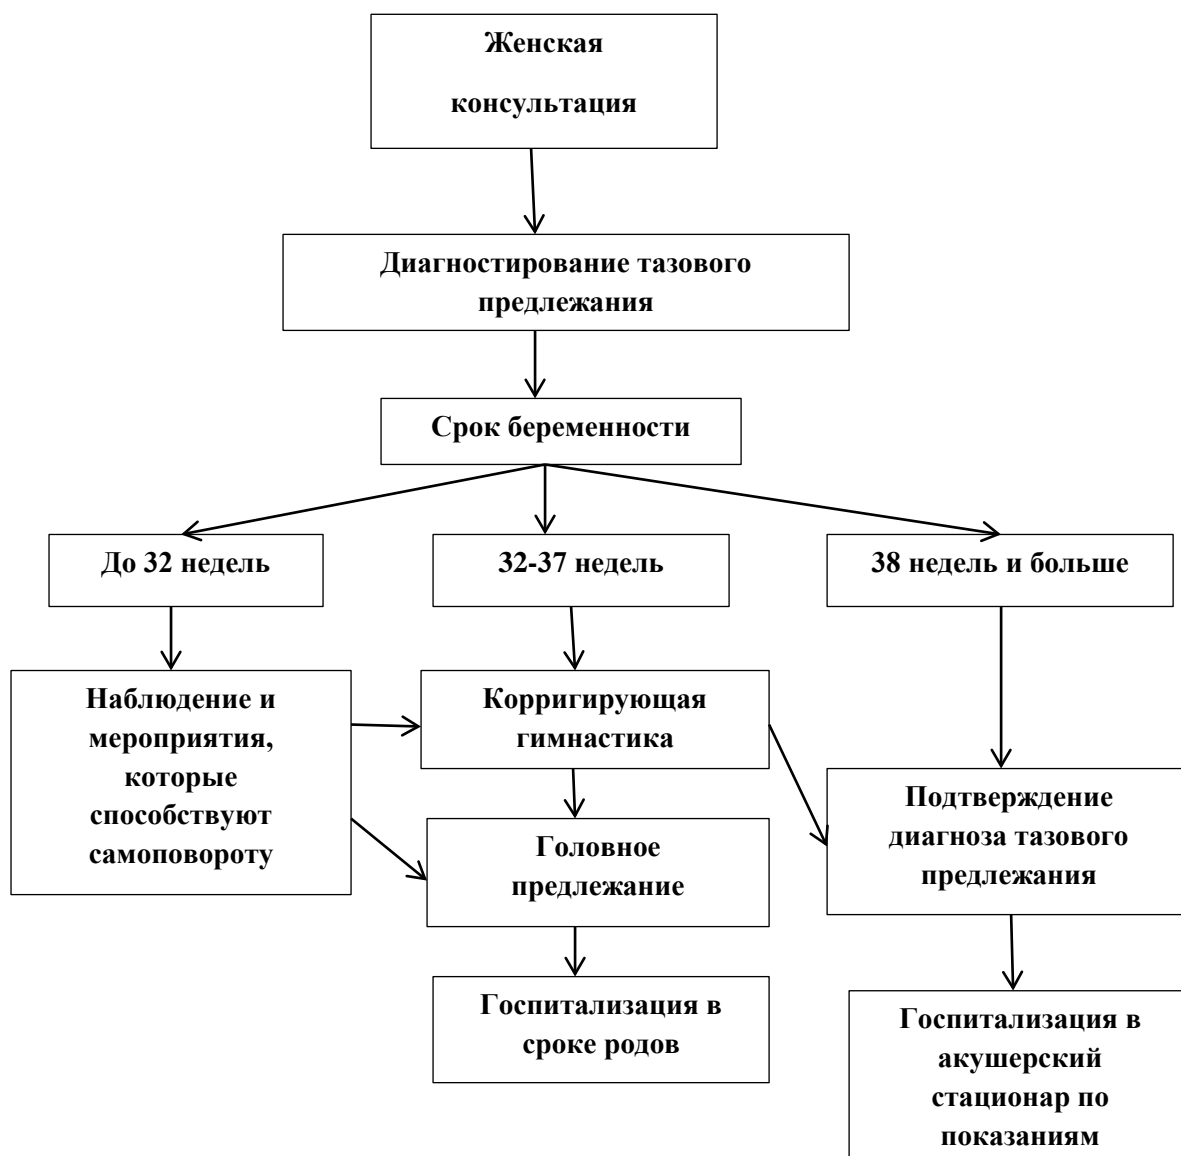 Женская
консультация
Диагностирование тазового
предлежания
Срок беременности
До 32 недель
32-37 недель
38 недель и больше
Наблюдение и
мероприятия,
которые
способствуют
самоповороту
Корригирующая
гимнастика
Подтверждение
диагноза тазового
предлежания
Головное
предлежание
Госпитализация в
сроке родов
Госпитализация в
акушерский
стационар по
показаниям